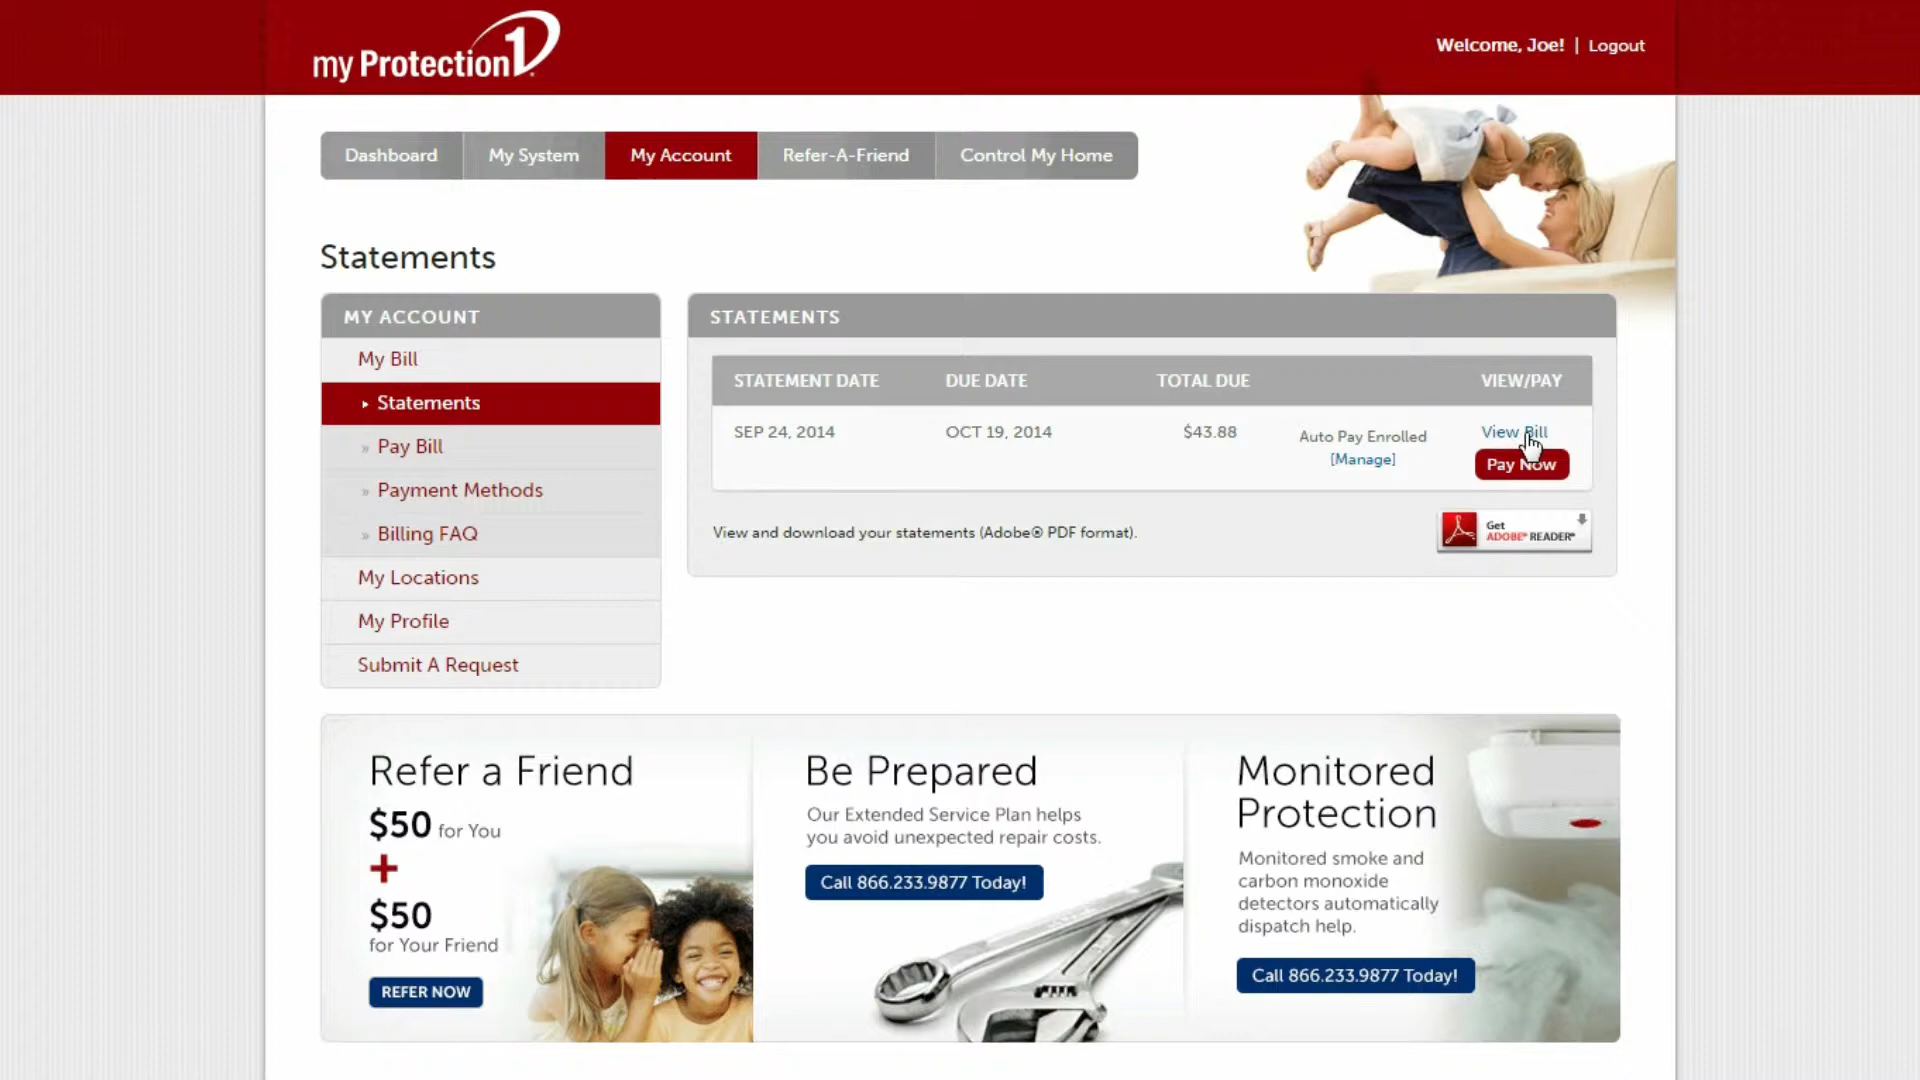 myProtection1
Welcome, Joe! | Logout
Dashboard
My System
My Account
Refer-A-Friend
Control My Home
Statements
MY ACCOUNT
My Bill
Statements
» Pay Bill
» Payment Methods
» Billing FAQ
My Locations
My Profile
Submit A Request
STATEMENTS
STATEMENT DATE DUE DATE TOTAL DUE VIEW/PAY
SEP 24, 2014 OCT 19, 2014 $43.88 Auto Pay Enrolled View Bill
[Manage] Pay Now
View and download your statements (Adobe® PDF format).
Get
ADOBE® READER®
Refer a Friend
$50 for You
+
$50
for Your Friend
REFER NOW
Be Prepared
Our Extended Service Plan helps
you avoid unexpected repair costs.
Call 866.233.9877 Today!
Monitored
Protection
Monitored smoke and
carbon monoxide
detectors automatically
dispatch help.
Call 866.233.9877 Today!